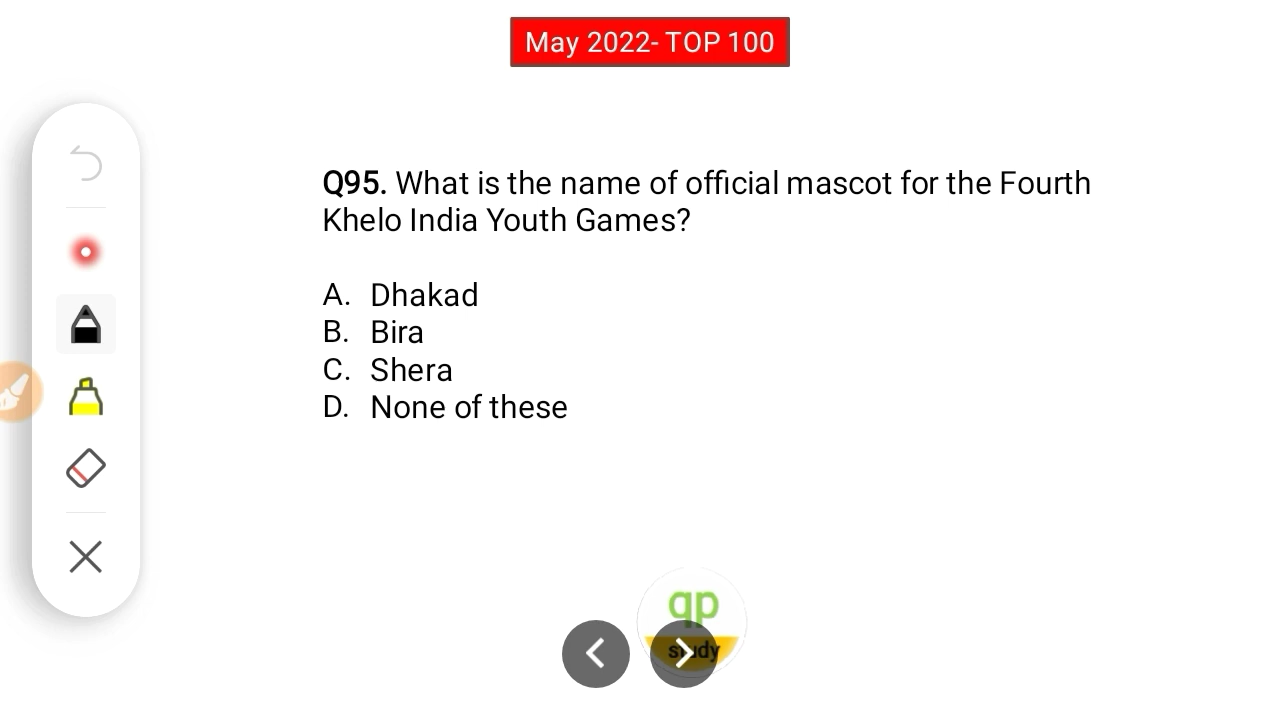 May 2022- TOP 100
Q95. What is the name of official mascot for the Fourth
Khelo India Youth Games?
A. Dhakad
B. Bira
C. Shera
D. None of these
qp
study